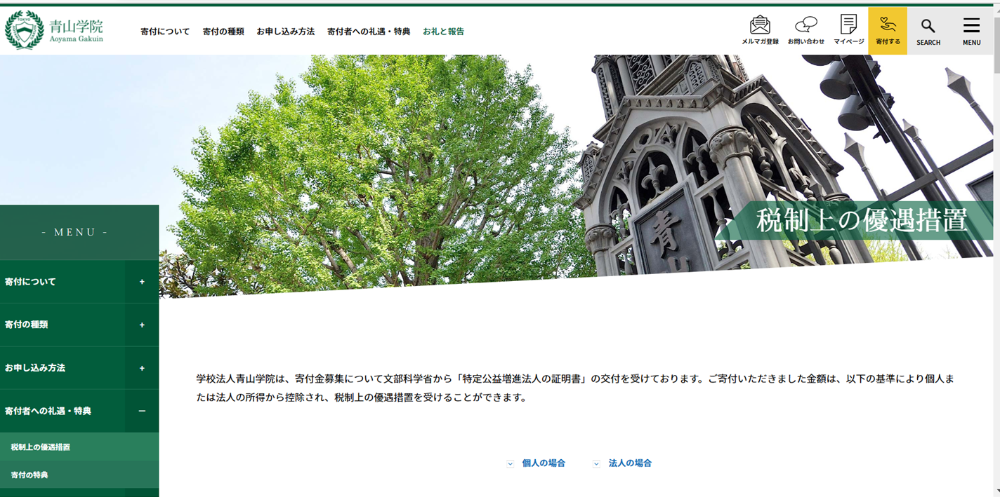 TOKYO
青山学院
Aoyama Gakuin
寄付について
寄付の種類
お申し込み方法
寄付者への礼遇・特典
お礼と報告
メルマガ登録
お問い合わせ
マイページ
寄付する
SEARCH
MENU
青山
税制上の優遇措置
- MENU -
寄付について +
寄付の種類 +
お申し込み方法 +
寄付者への礼遇・特典 −
税制上の優遇措置
寄付の特典
学校法人青山学院は、寄付金募集について文部科学省から「特定公益増進法人の証明書」の交付を受けております。ご寄付いただきました金額は、以下の基準により個人ま
たは法人の所得から控除され、税制上の優遇措置を受けることができます。
個人の場合
法人の場合